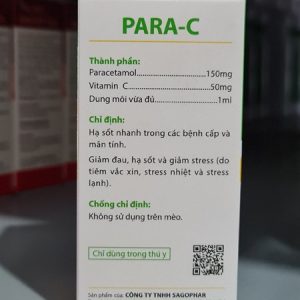 PARA-C
Thành phần:
Paracetamol....................150mg
Vitamin C........................50mg
Dung môi vừa đủ.................1ml
Chỉ định:
Hạ sốt nhanh trong các bệnh cấp và
mãn tính.
Giảm đau, hạ sốt và giảm stress (do
tiêm vắc xin, stress nhiệt và stress
lạnh).
Chống chỉ định:
Không sử dụng trên mèo.
Chỉ dùng trong thú y
Sản phẩm của: CÔNG TY TNHH SAGOPHAR